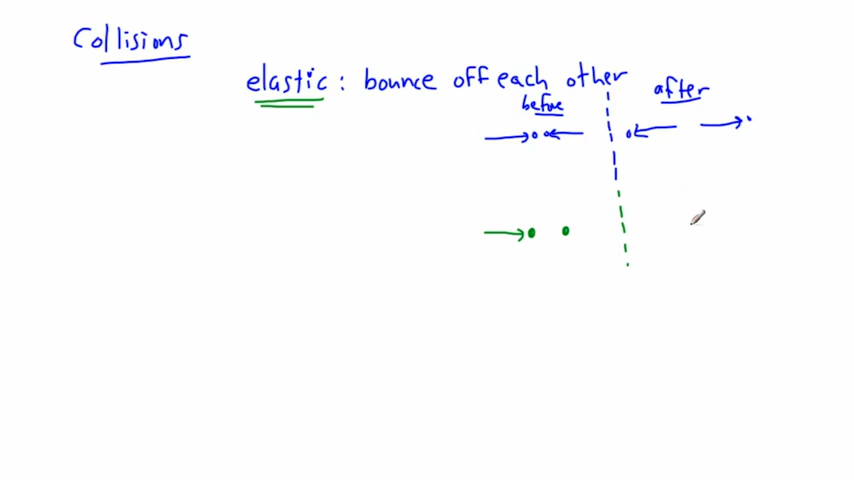 Collisions
elastic: bounce off each other
before
after